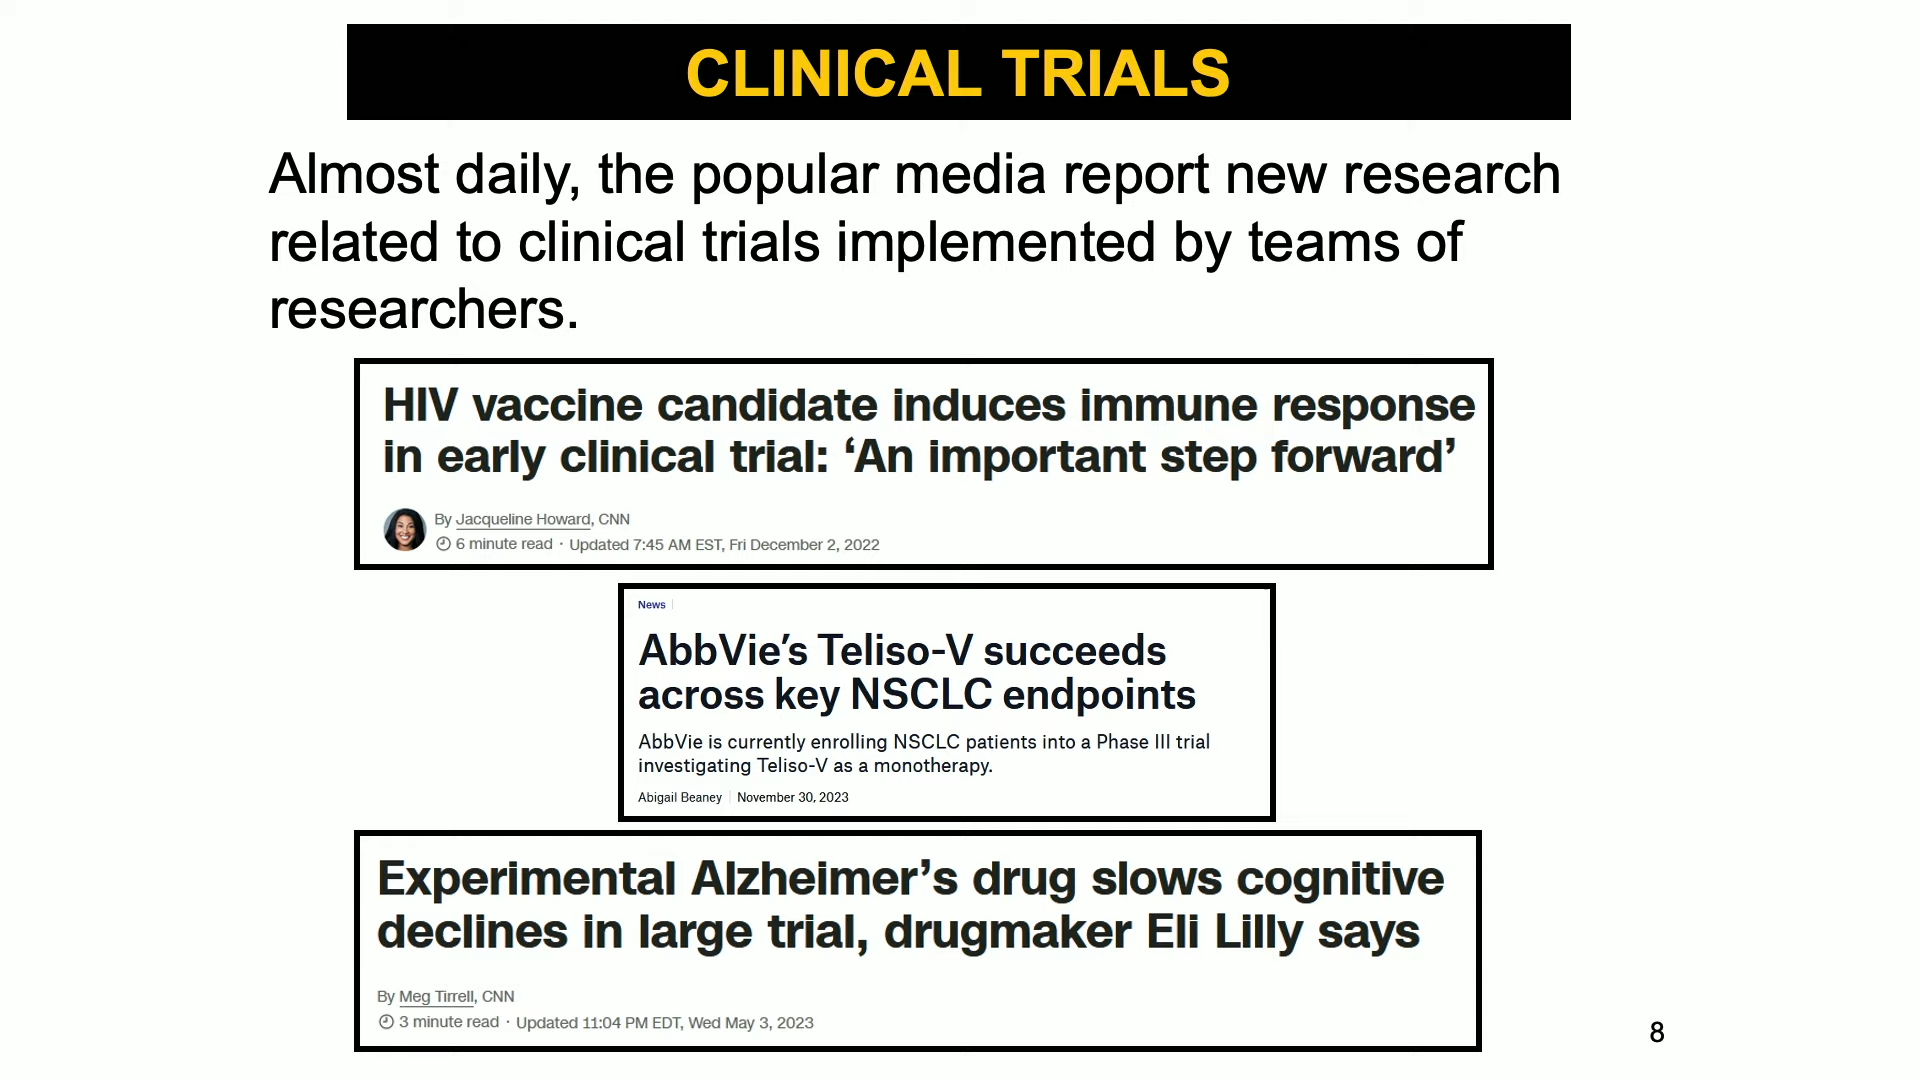 CLINICAL TRIALS
Almost daily, the popular media report new research
related to clinical trials implemented by teams of
researchers.
HIV vaccine candidate induces immune response
in early clinical trial: ‘An important step forward’
By Jacqueline Howard, CNN
6 minute read · Updated 7:45 AM EST, Fri December 2, 2022
News
AbbVie’s Teliso-V succeeds
across key NSCLC endpoints
AbbVie is currently enrolling NSCLC patients into a Phase III trial
investigating Teliso-V as a monotherapy.
Abigail Beaney | November 30, 2023
Experimental Alzheimer’s drug slows cognitive
declines in large trial, drugmaker Eli Lilly says
By Meg Tirrell, CNN
3 minute read · Updated 11:04 PM EDT, Wed May 3, 2023
8